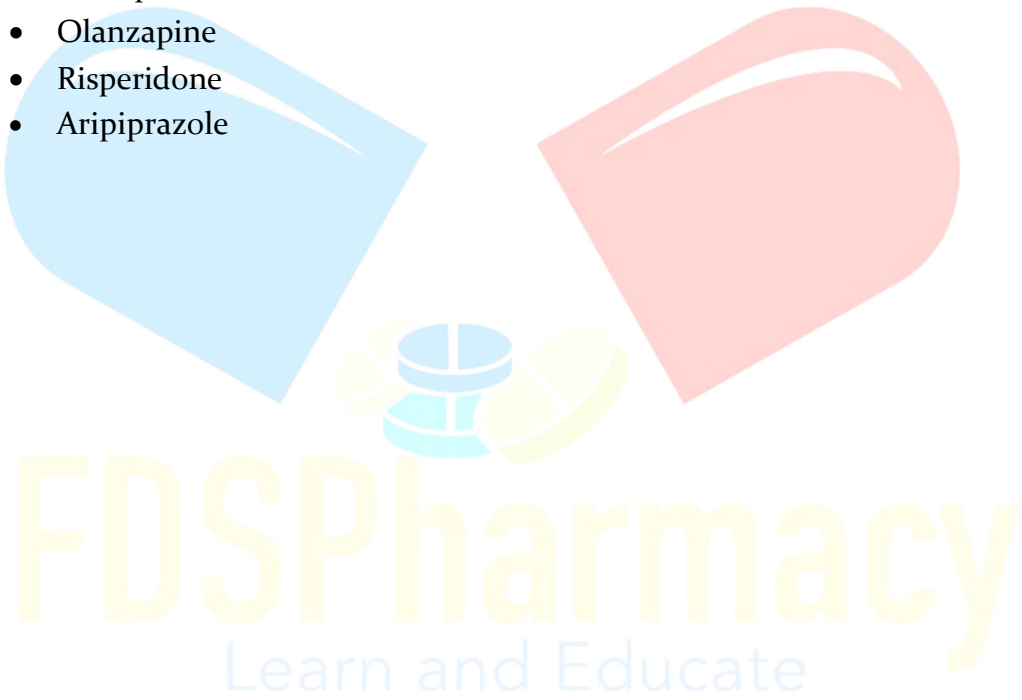 • Olanzapine
• Risperidone
• Aripiprazole
FDSPharmacy
Learn and Educate